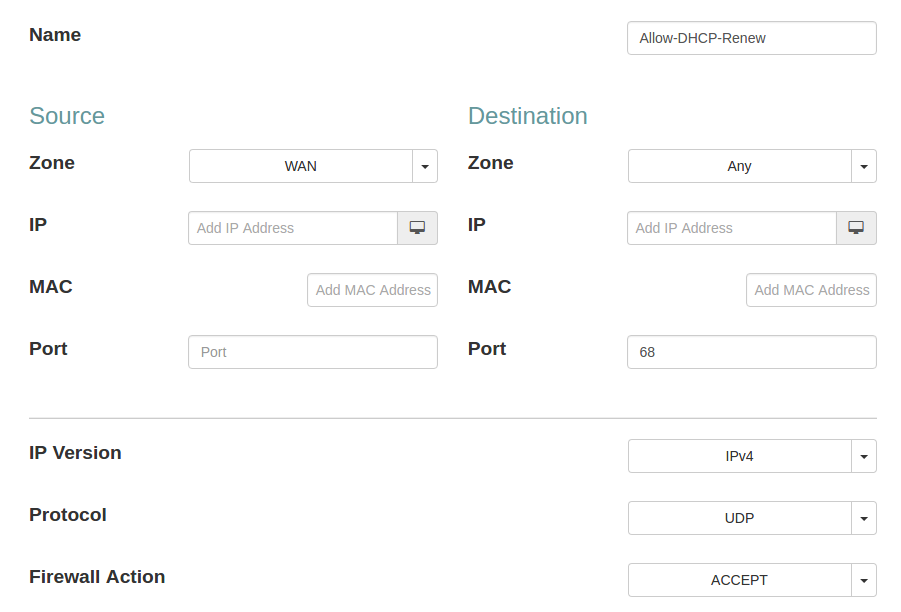 Name Allow-DHCP-Renew
Source Destination
Zone WAN Zone Any
IP Add IP Address IP Add IP Address
MAC Add MAC Address MAC Add MAC Address
Port Port Port 68
IP Version IPv4
Protocol UDP
Firewall Action ACCEPT